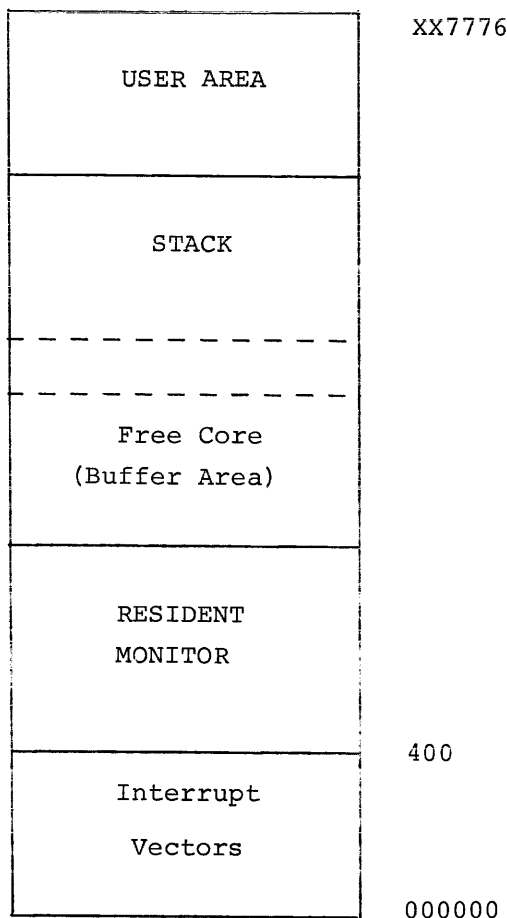 XX7776
USER AREA
STACK
Free Core
(Buffer Area)
RESIDENT
MONITOR
400
Interrupt
Vectors
000000